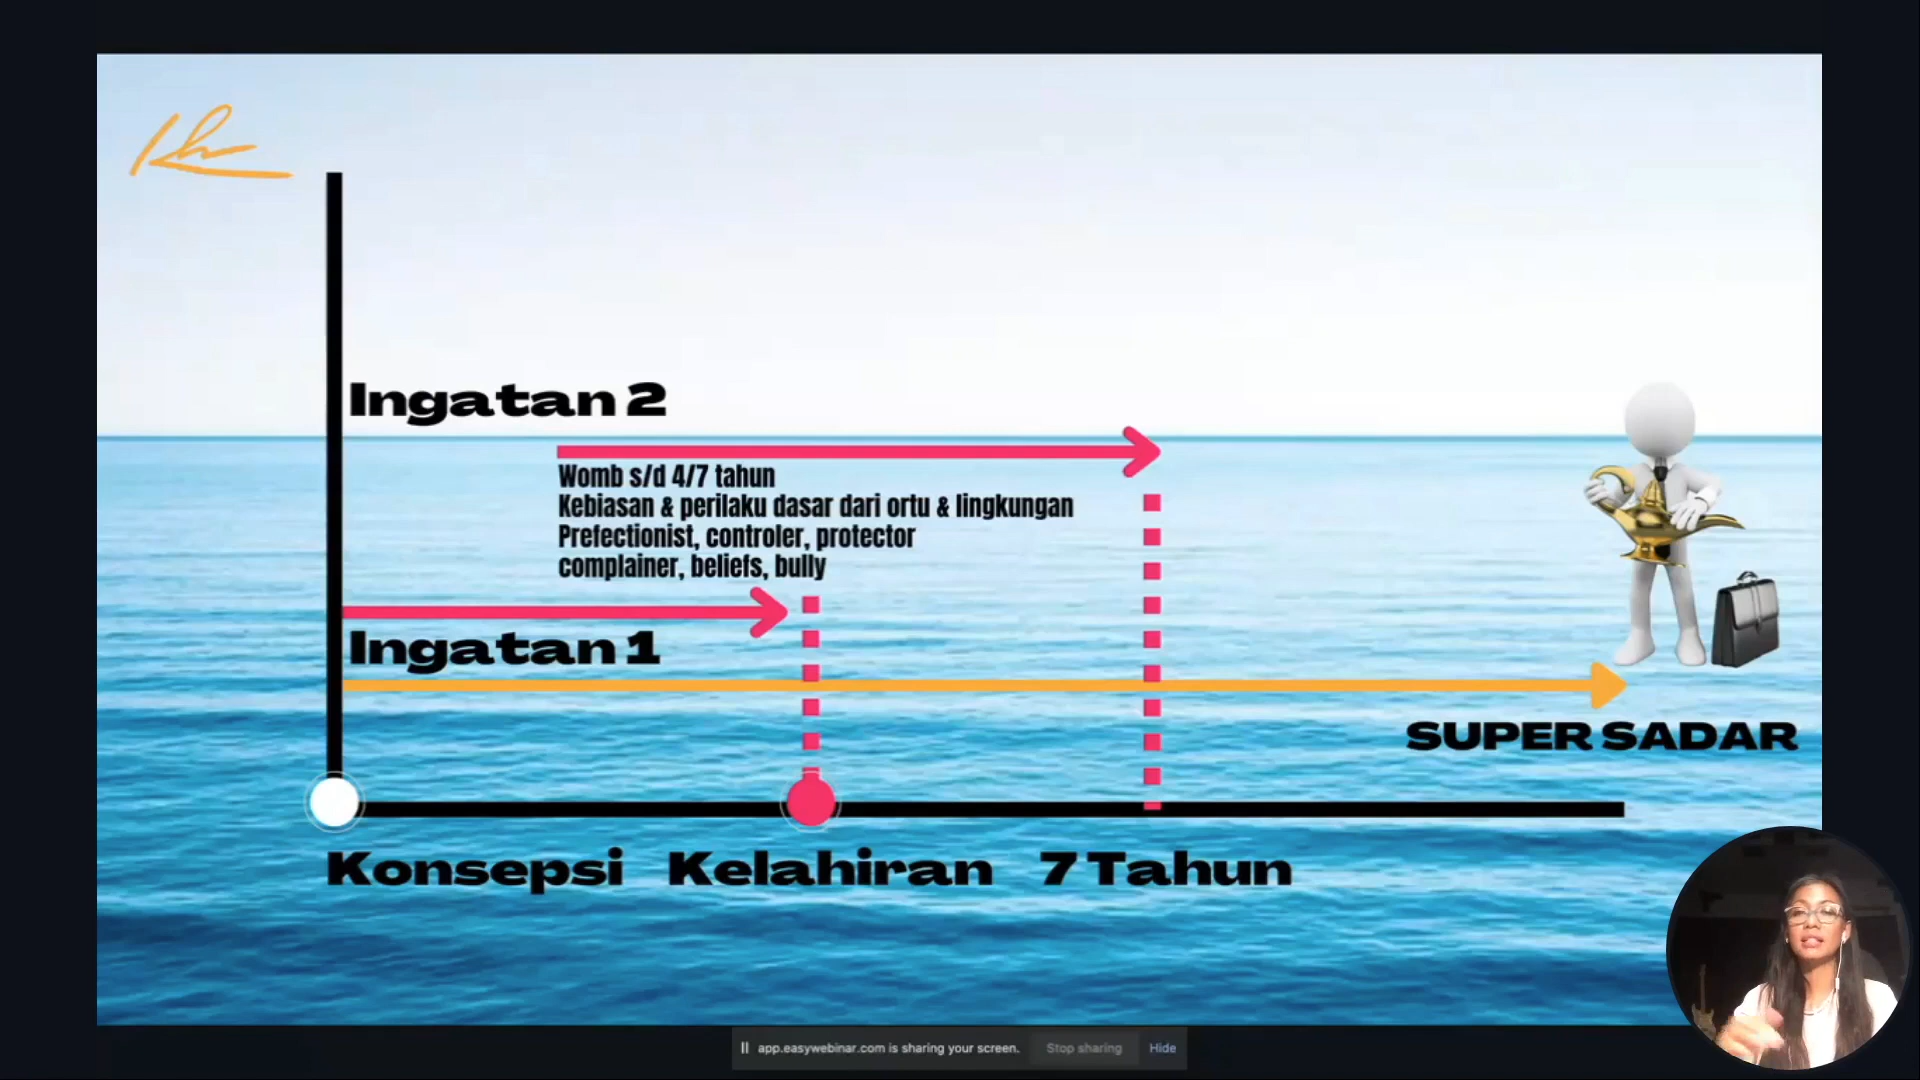 Ingatan 2
Womb s/d 4/7 tahun
Kebiasan & perilaku dasar dari ortu & lingkungan
Prefectionist, controler, protector
complainer, beliefs, bully
Ingatan 1
SUPER SADAR
Konsepsi Kelahiran 7 Tahun
app.easywebinar.com is sharing your screen. Stop sharing Hide